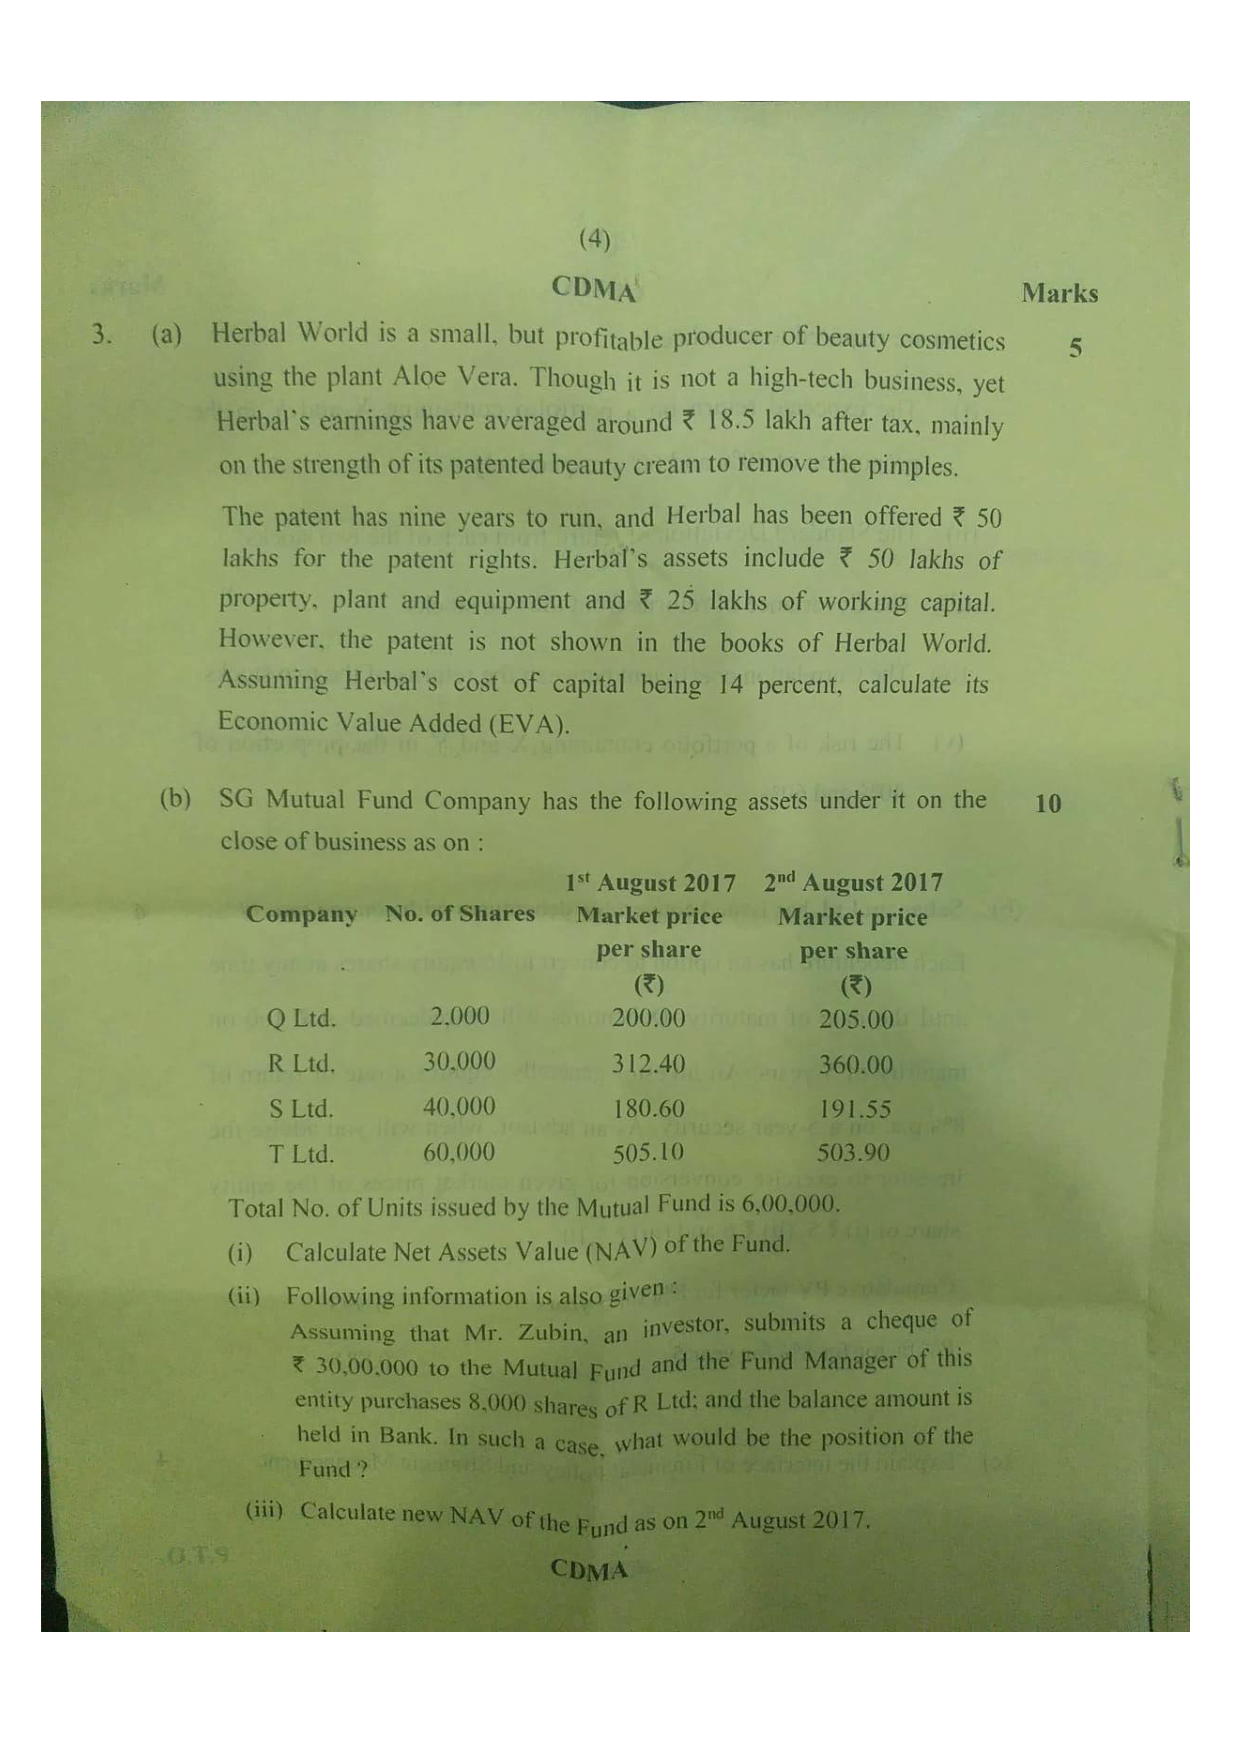 (4)
CDMA
Marks
3. (a) Herbal World is a small, but profitable producer of beauty cosmetics 5
using the plant Aloe Vera. Though it is not a high-tech business, yet
Herbal's earnings have averaged around ₹ 18.5 lakh after tax, mainly
on the strength of its patented beauty cream to remove the pimples.
The patent has nine years to run, and Herbal has been offered ₹ 50
lakhs for the patent rights. Herbal's assets include ₹ 50 lakhs of
property, plant and equipment and ₹ 25 lakhs of working capital.
However, the patent is not shown in the books of Herbal World.
Assuming Herbal's cost of capital being 14 percent, calculate its
Economic Value Added (EVA).
(b) SG Mutual Fund Company has the following assets under it on the 10
close of business as on :
1st August 2017 2nd August 2017
Company No. of Shares Market price Market price
per share per share
(₹) (₹)
Q Ltd. 2,000 200.00 205.00
R Ltd. 30,000 312.40 360.00
S Ltd. 40,000 180.60 191.55
T Ltd. 60,000 505.10 503.90
Total No. of Units issued by the Mutual Fund is 6,00,000.
(i) Calculate Net Assets Value (NAV) of the Fund.
(ii) Following information is also given :
Assuming that Mr. Zubin, an investor, submits a cheque of
₹ 30,00,000 to the Mutual Fund and the Fund Manager of this
entity purchases 8,000 shares of R Ltd; and the balance amount is
held in Bank. In such a case, what would be the position of the
Fund ?
(iii) Calculate new NAV of the Fund as on 2nd August 2017.
P.T.O.
CDMA